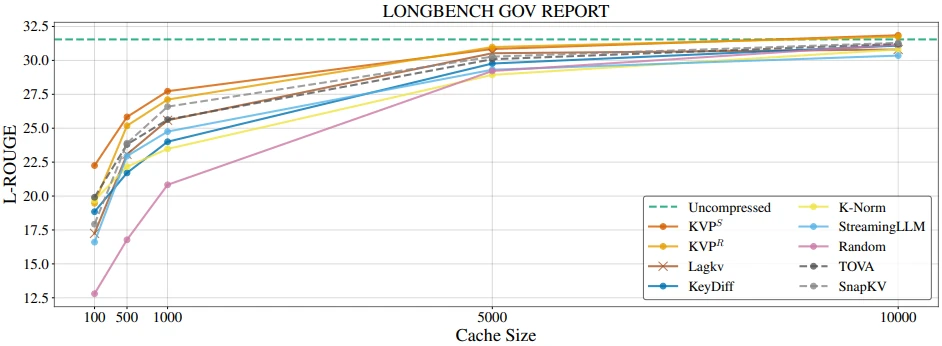 LONGBENCH GOV REPORT
L-ROUGE
32.5
30.0
27.5
25.0
22.5
20.0
17.5
15.0
12.5
Uncompressed
KVP^S
KVP^R
Lagkv
KeyDiff
K-Norm
StreamingLLM
Random
TOVA
SnapKV
100 500 1000 5000 10000
Cache Size